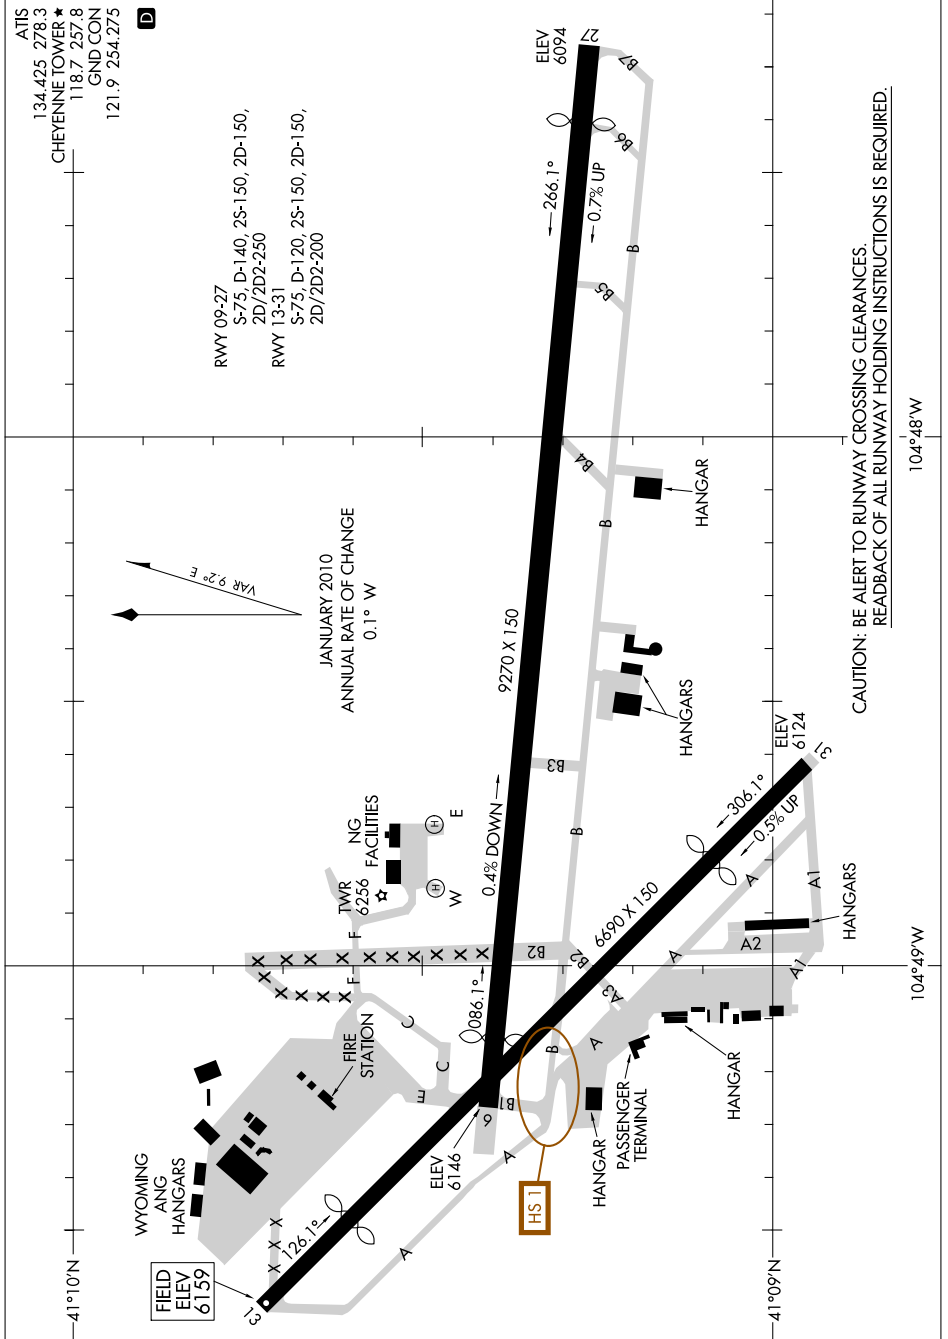 ATIS
134.425 278.3
CHEYENNE TOWER ★
118.7 257.8
GND CON
121.9 254.275
D
RWY 09-27
S-75, D-140, 2S-150, 2D-150,
2D/2D2-250
RWY 13-31
S-75, D-120, 2S-150, 2D-150,
2D/2D2-200
ELEV
6094
27
B7
B6
266.1°
0.7% UP
B
B5
B4
B
HANGAR
VAR 9.2° E
JANUARY 2010
ANNUAL RATE OF CHANGE
0.1° W
9270 X 150
HANGARS
B3
B
0.4% DOWN
ELEV
6124
31
306.1°
0.5% UP
NG
FACILITIES
H
E
H
W
TWR
6256
F
F
X X X X X X X X X
X X X X
B2
B2
086.1°
6690 X 150
A
A
A1
A2
A1
A3
HANGARS
C
C
E
FIRE
STATION
WYOMING
ANG
HANGARS
X X X
B
A
B1
9
ELEV
6146
A
A
HS 1
HANGAR
PASSENGER
TERMINAL
HANGAR
126.1°
13
FIELD
ELEV
6159
41°10'N
41°09'N
104°48'W
104°49'W
CAUTION: BE ALERT TO RUNWAY CROSSING CLEARANCES.
READBACK OF ALL RUNWAY HOLDING INSTRUCTIONS IS REQUIRED.